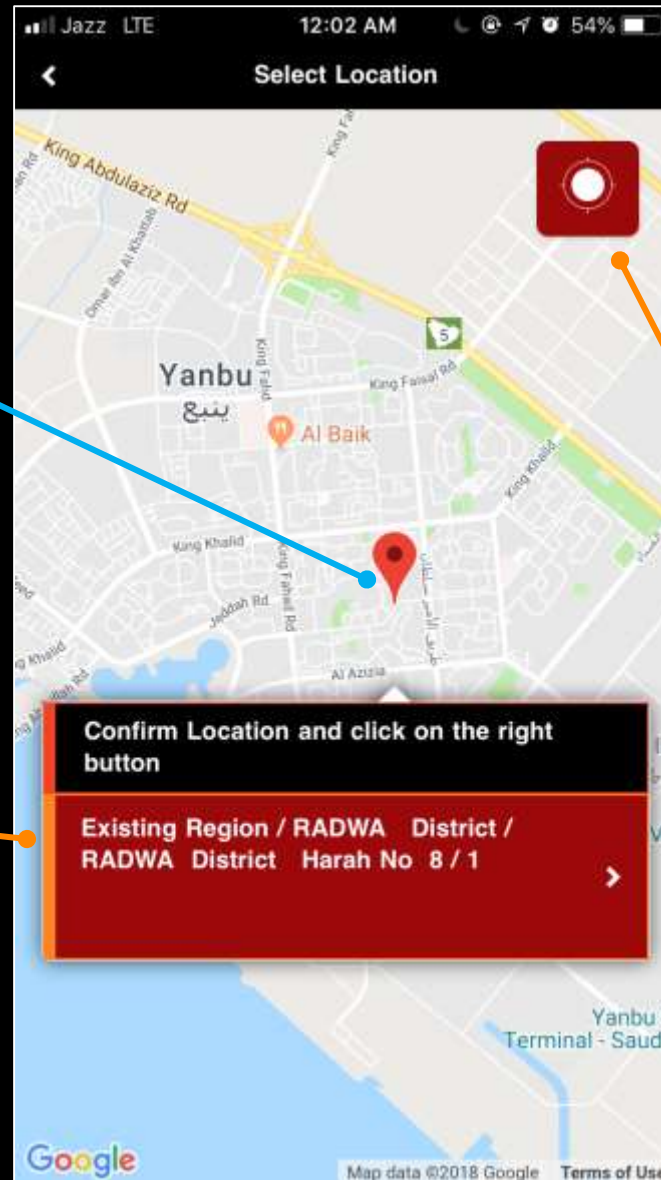 Jazz LTE 12:02 AM 54%
Select Location
King Abdulaziz Rd
Omar Ibn Al Khattab
King Fahd
5
Yanbu
ينبع
King Faisal Rd
Al Baik
King Khalid
King Khalid
King Fahad Rd
Jeddah Rd
Al Azizia
Confirm Location and click on the right
button
Existing Region / RADWA District /
RADWA District Harah No 8 / 1
Yanbu
Terminal - Saud
Google
Map data ©2018 Google Terms of Use